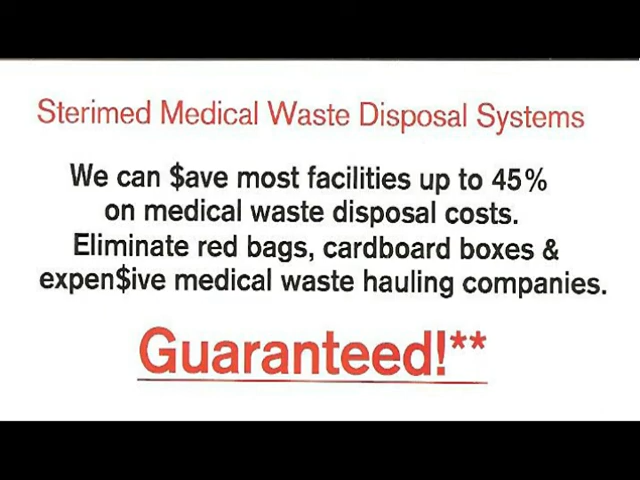 Sterimed Medical Waste Disposal Systems
We can $ave most facilities up to 45%
on medical waste disposal costs.
Eliminate red bags, cardboard boxes &
expen$ive medical waste hauling companies.
Guaranteed!**